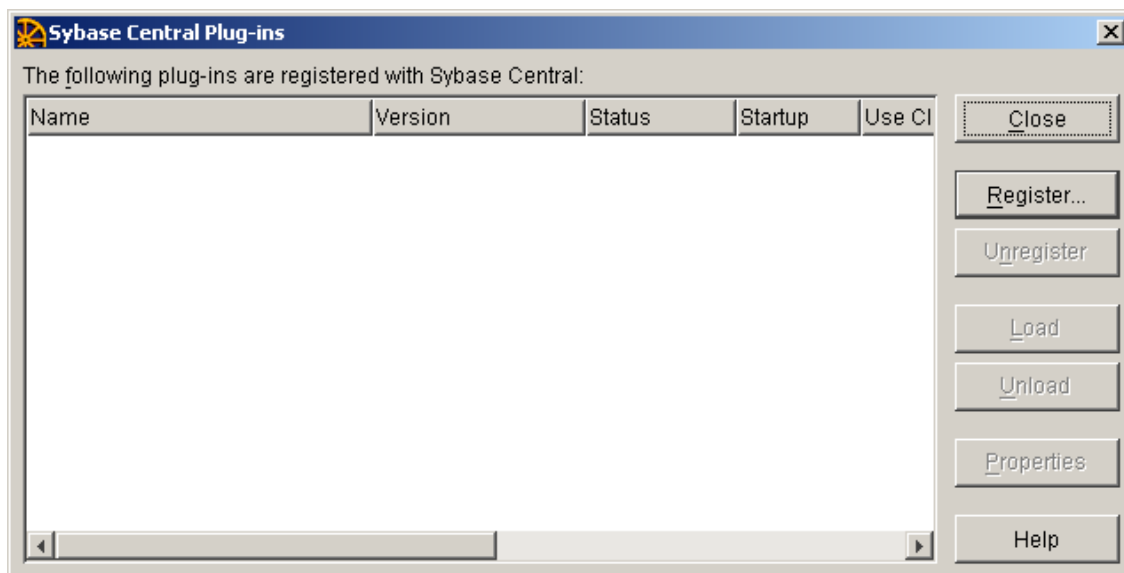 Sybase Central Plug-ins
The following plug-ins are registered with Sybase Central:
Name Version Status Startup Use Cl
Close
Register...
Unregister
Load
Unload
Properties
Help